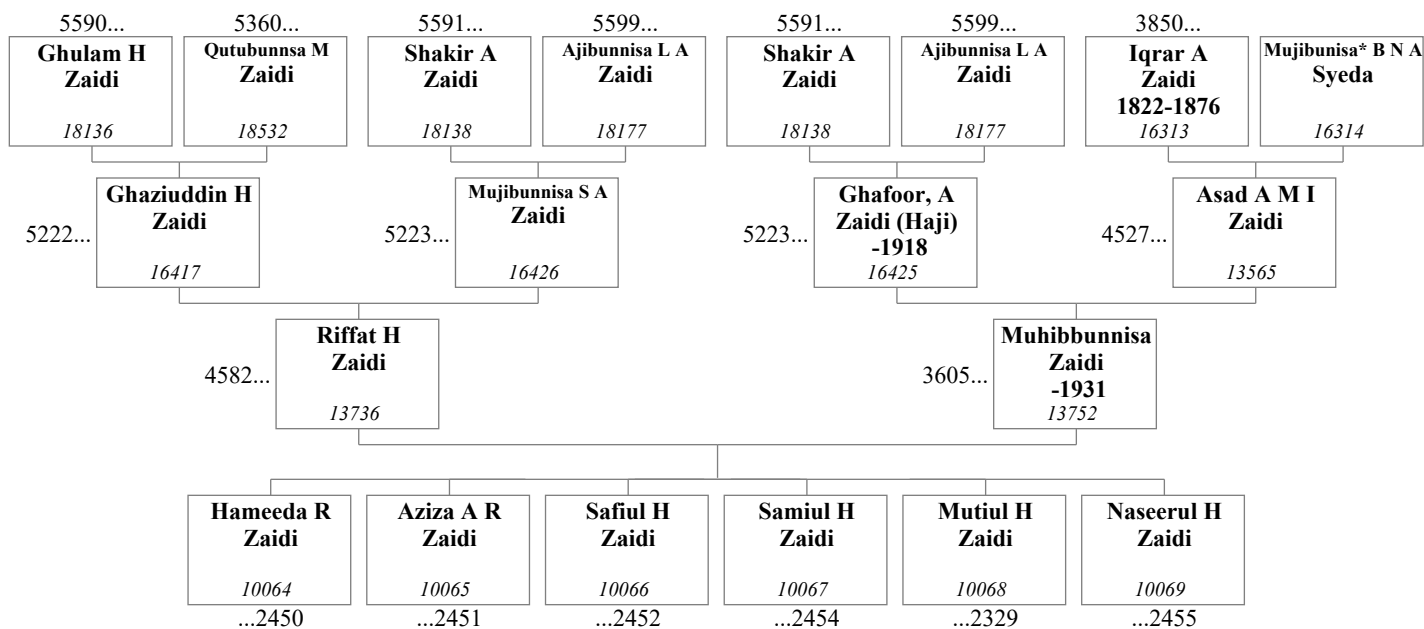 5590... 5360... 5591... 5599... 5591... 5599... 3850...
Ghulam H
Zaidi
18136
Qutubunnsa M
Zaidi
18532
Shakir A
Zaidi
18138
Ajibunnisa L A
Zaidi
18177
Shakir A
Zaidi
18138
Ajibunnisa L A
Zaidi
18177
Iqrar A
Zaidi
1822-1876
16313
Mujibunisa* B N A
Syeda
16314
5222...
Ghaziuddin H
Zaidi
16417
5223...
Mujibunnisa S A
Zaidi
16426
5223...
Ghafoor, A
Zaidi (Haji)
-1918
16425
4527...
Asad A M I
Zaidi
13565
4582...
Riffat H
Zaidi
13736
3605...
Muhibbunnisa
Zaidi
-1931
13752
Hameeda R
Zaidi
10064
...2450
Aziza A R
Zaidi
10065
...2451
Safiul H
Zaidi
10066
...2452
Samiul H
Zaidi
10067
...2454
Mutiul H
Zaidi
10068
...2329
Naseerul H
Zaidi
10069
...2455